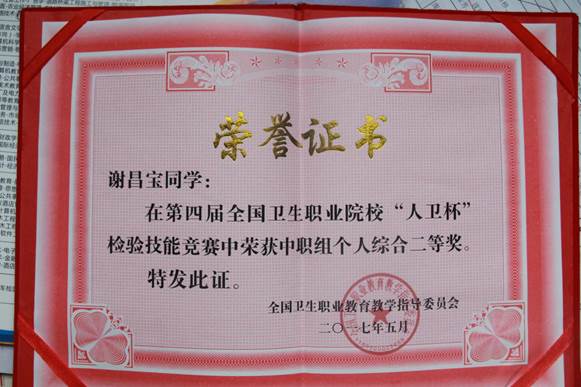 荣誉证书
谢昌宝同学：
在第四届全国卫生职业院校“人卫杯”
检验技能竞赛中荣获中职组个人综合二等奖。
特发此证。
全国卫生职业教育教学指导委员会
二〇一七年五月